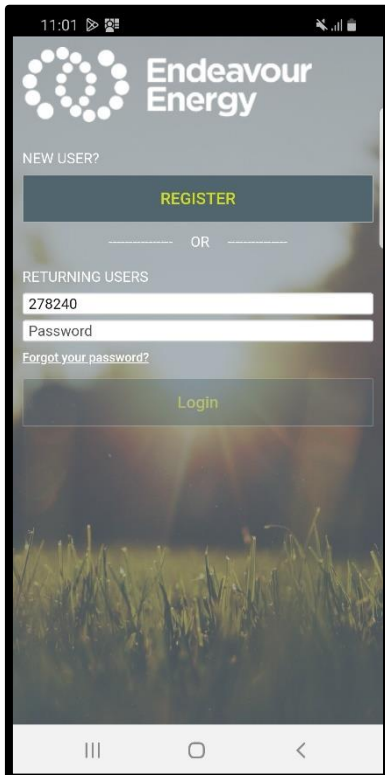 11:01
Endeavour
Energy
NEW USER?
REGISTER
---------------- OR ---------------
RETURNING USERS
278240
Password
Forgot your password?
Login